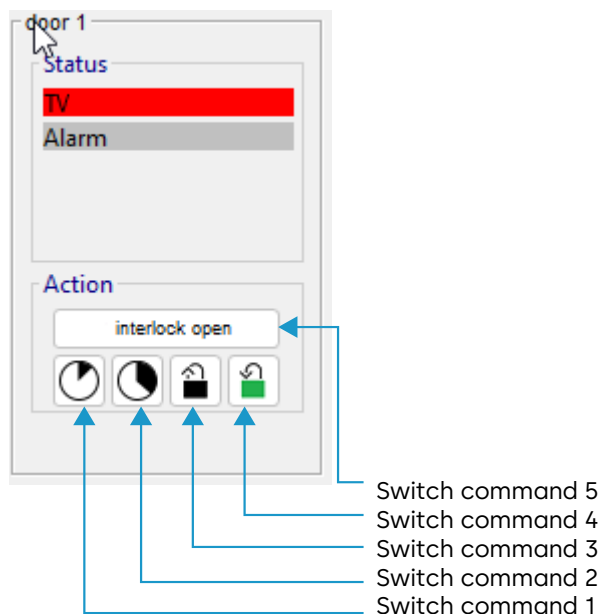 door 1
Status
TV
Alarm
Action
interlock open
Switch command 5
Switch command 4
Switch command 3
Switch command 2
Switch command 1